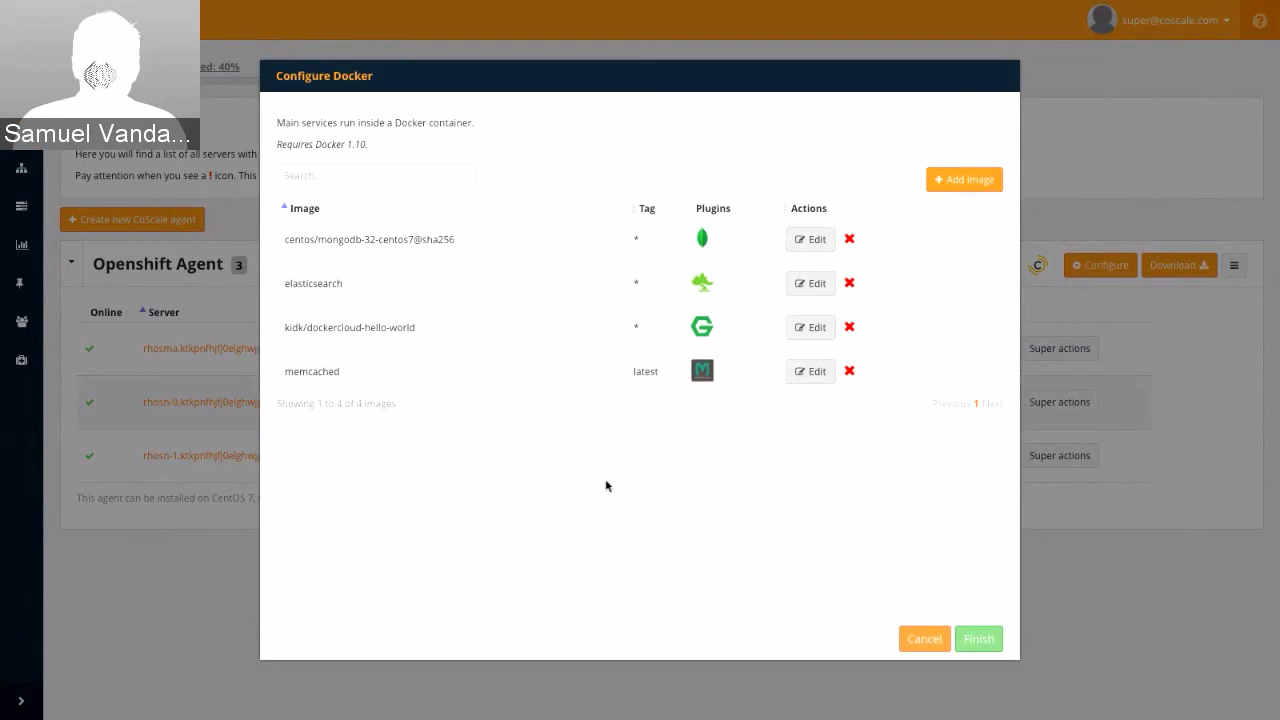 super@coscale.com
ed: 40%
Configure Docker
Samuel Vanda...
Main services run inside a Docker container.
Requires Docker 1.10.
Here you will find a list of all servers with
Pay attention when you see a ! icon. This
Search...
+ Add image
Image Tag Plugins Actions
+ Create new CoScale agent
centos/mongodb-32-centos7@sha256 * Edit
Openshift Agent 3
Configure Download
elasticsearch * Edit
Online Server
kidk/dockercloud-hello-world * Edit
rhosma.ktkpnfhjfj0elghwj Super actions
memcached latest M Edit
rhosn-0.ktkpnfhjfj0elghwj Super actions
Showing 1 to 4 of 4 images Previous 1 Next
rhosn-1.ktkpnfhjfj0elghwj Super actions
This agent can be installed on CentOS 7,
Cancel Finish